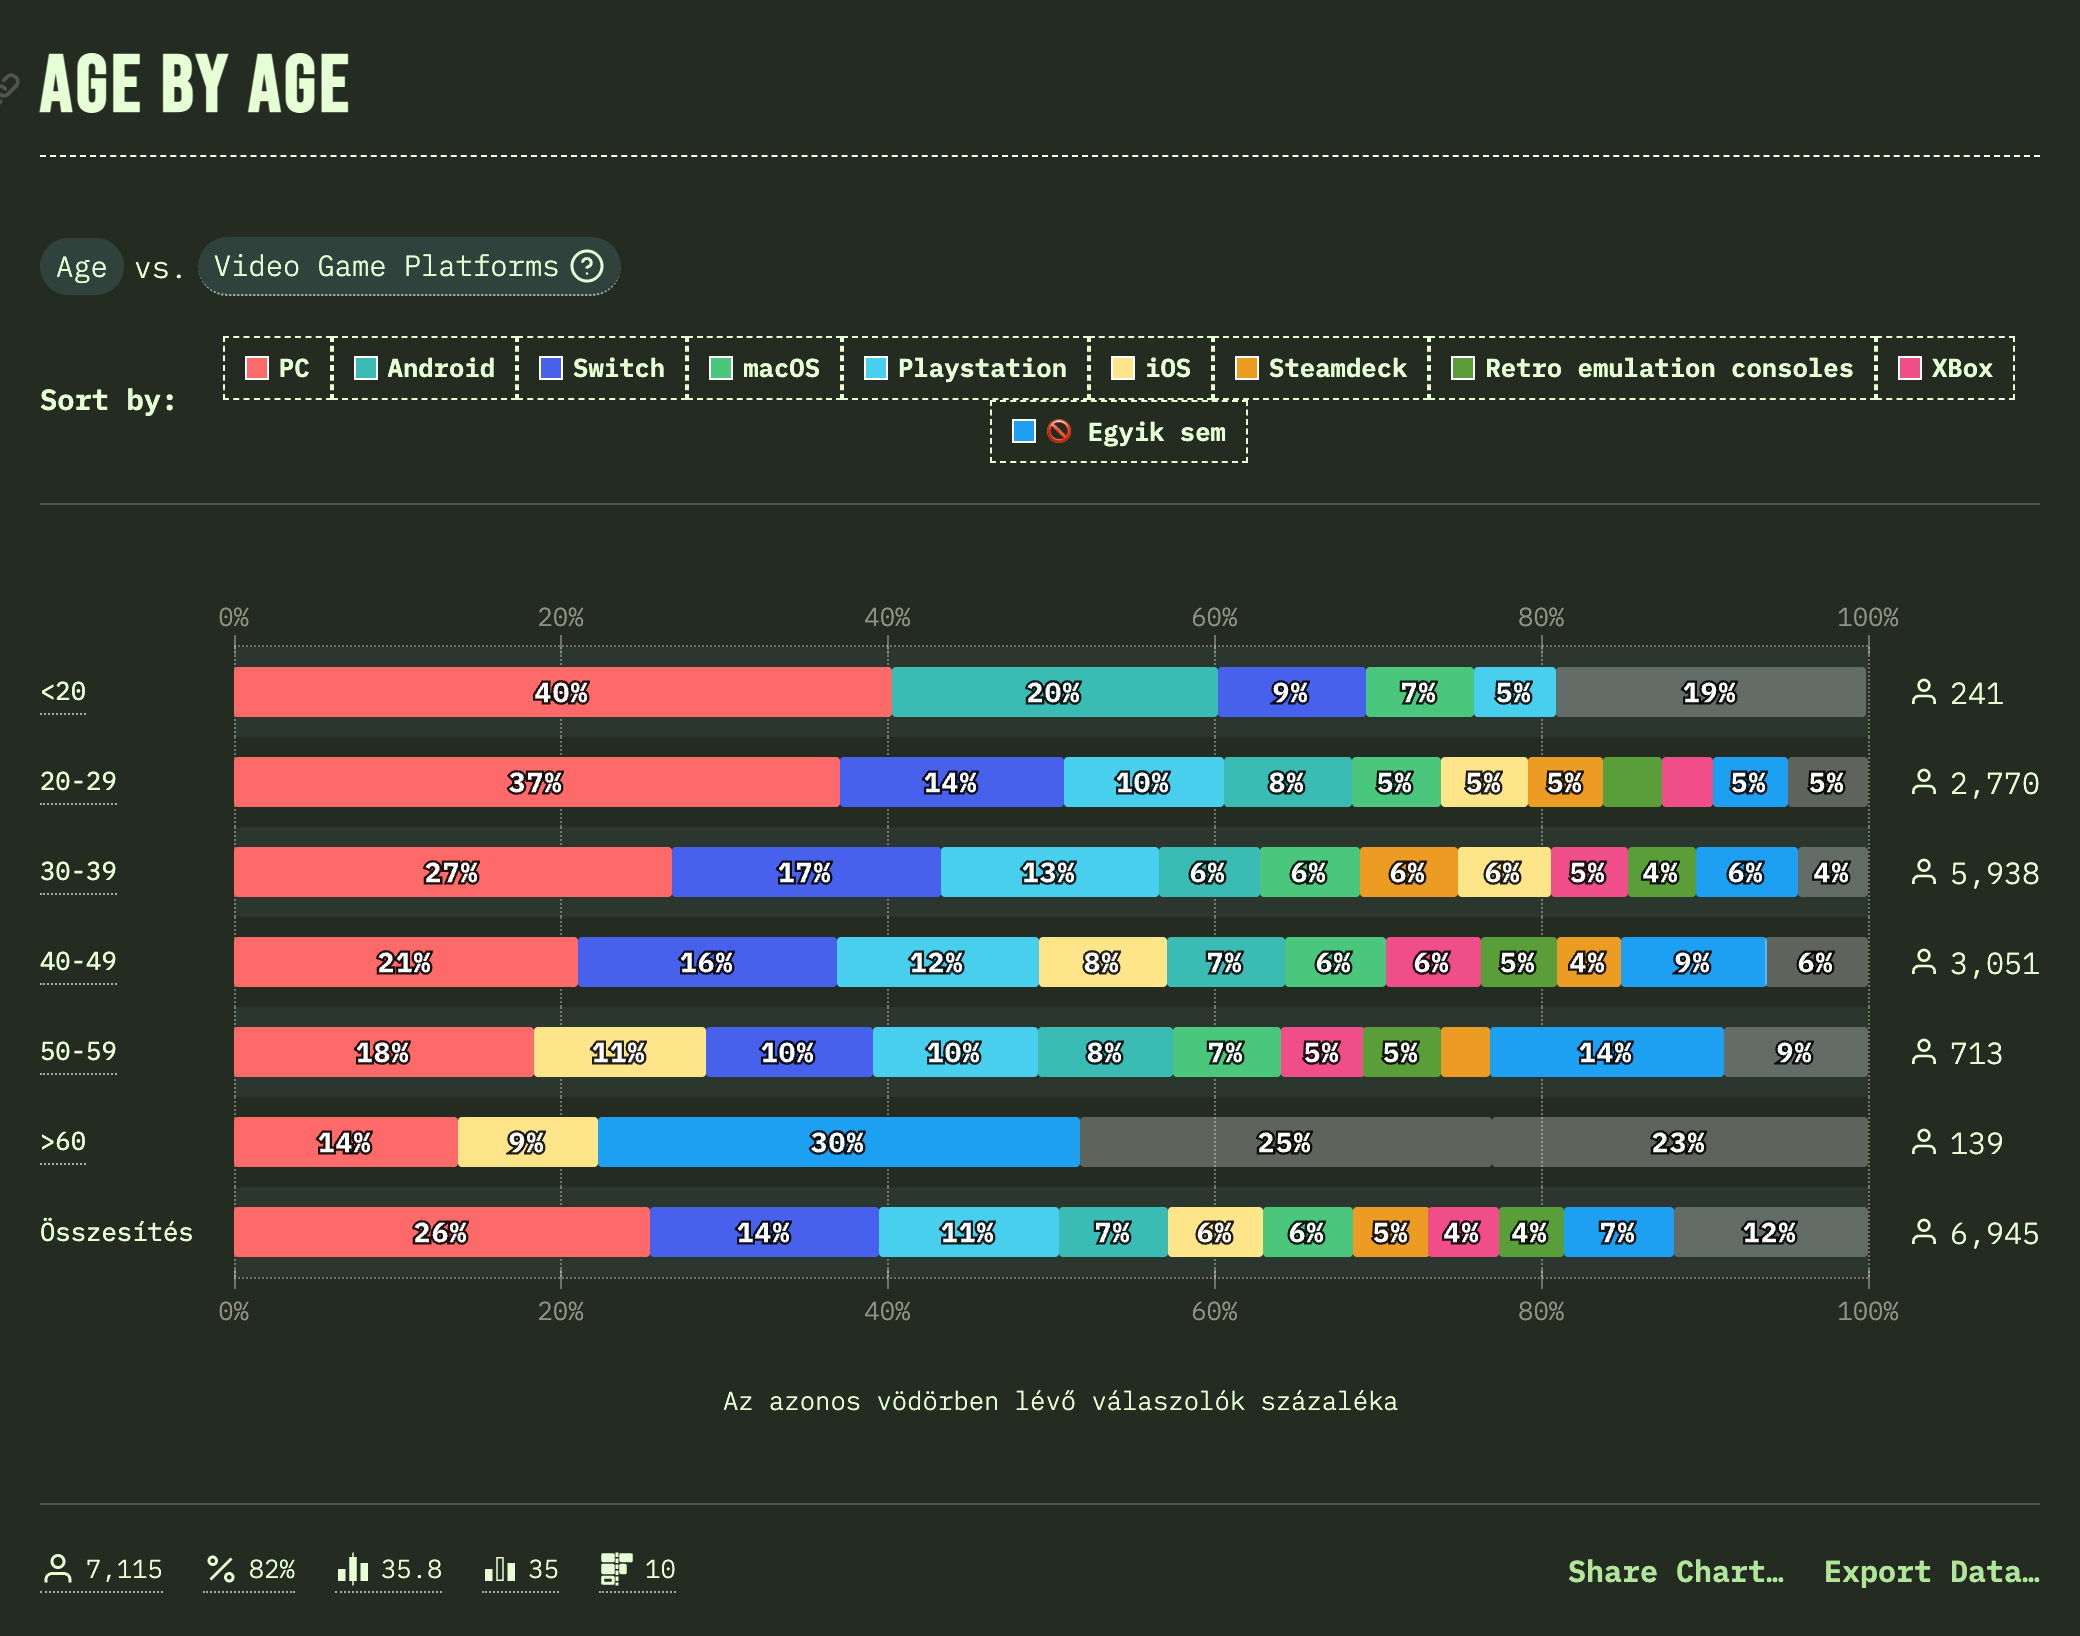 AGE BY AGE
Age vs. Video Game Platforms ?
Sort by:
PC Android Switch macOS Playstation iOS Steamdeck Retro emulation consoles XBox
🚫 Egyik sem
0% 20% 40% 60% 80% 100%
<20 40% 20% 9% 7% 5% 19% 241
20-29 37% 14% 10% 8% 5% 5% 5% 5% 5% 2,770
30-39 27% 17% 13% 6% 6% 6% 6% 5% 4% 6% 4% 5,938
40-49 21% 16% 12% 8% 7% 6% 6% 5% 4% 9% 6% 3,051
50-59 18% 11% 10% 10% 8% 7% 5% 5% 14% 9% 713
>60 14% 9% 30% 25% 23% 139
Összesítés 26% 14% 11% 7% 6% 6% 5% 4% 4% 7% 12% 6,945
0% 20% 40% 60% 80% 100%
Az azonos vödörben lévő válaszolók százaléka
7,115 82% 35.8 35 10 Share Chart… Export Data…